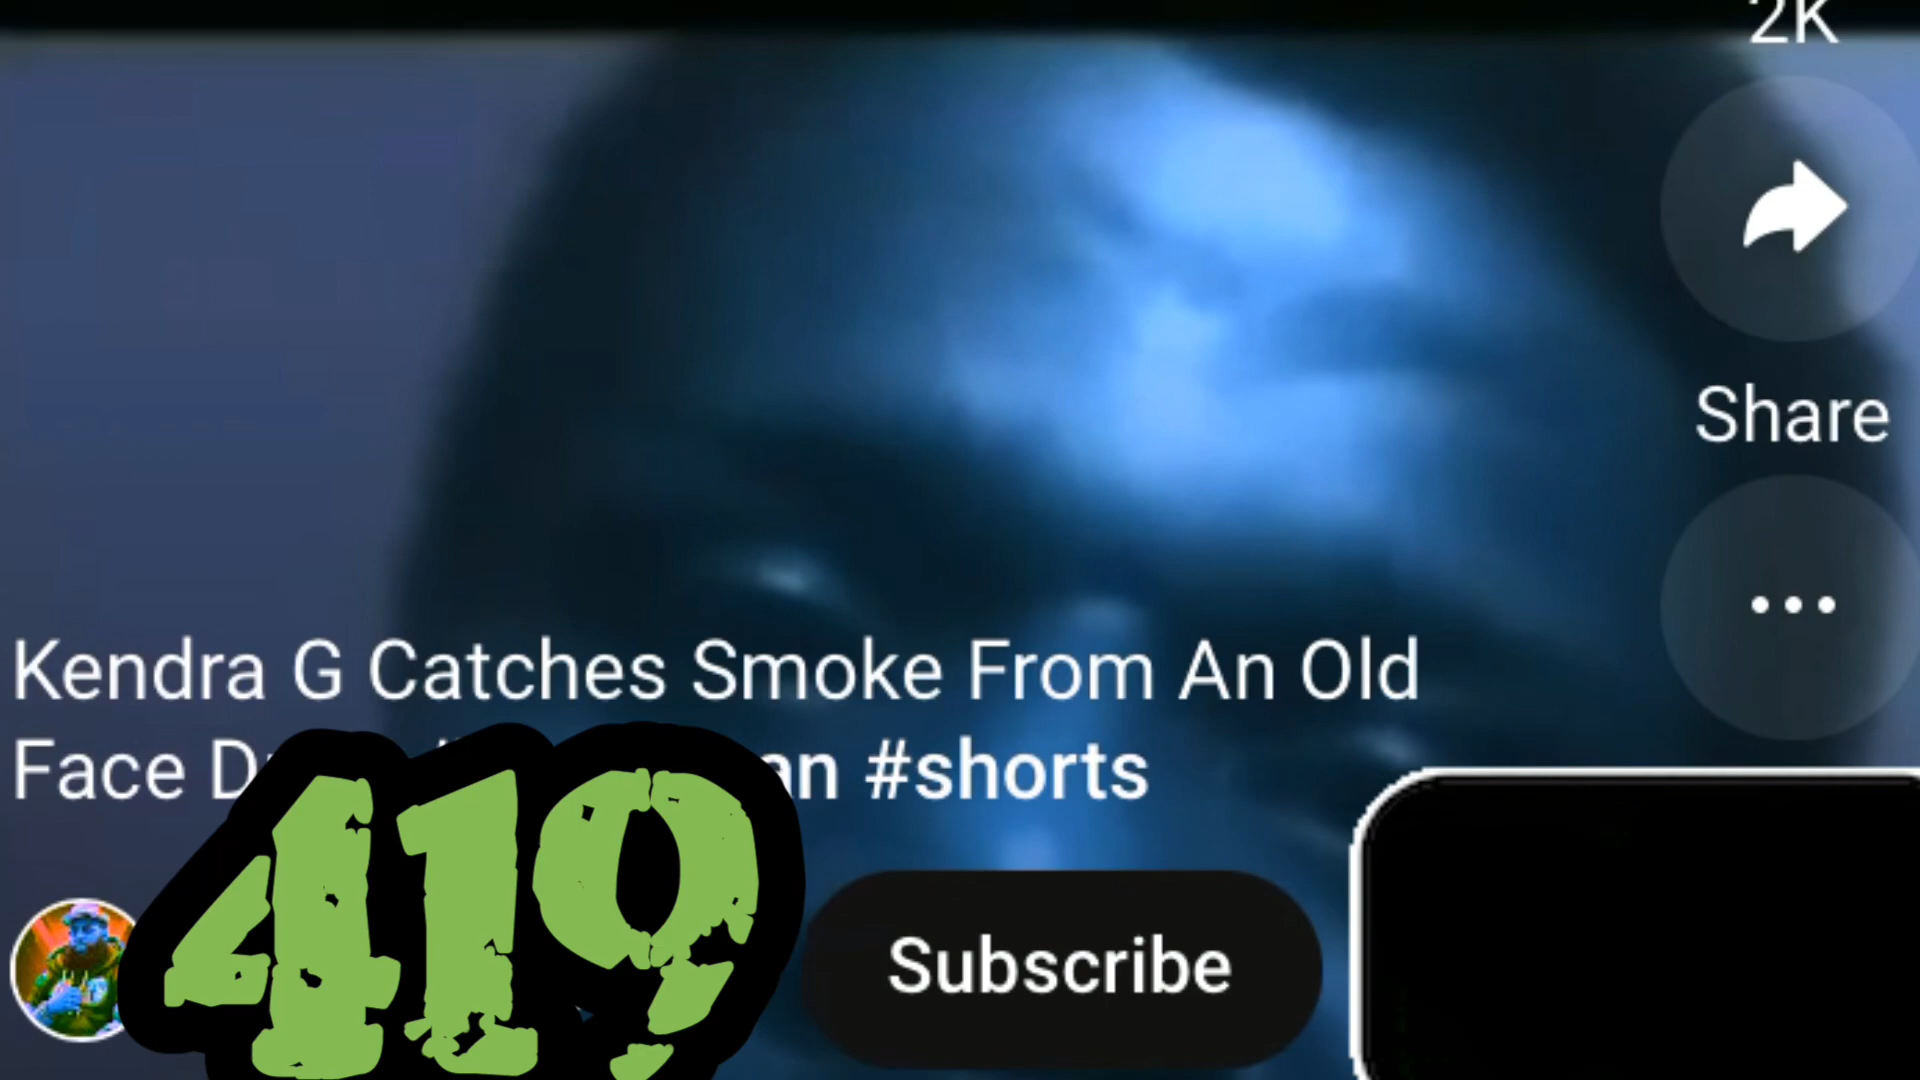 2K
Share
Kendra G Catches Smoke From An Old
Face #shorts
419
Subscribe